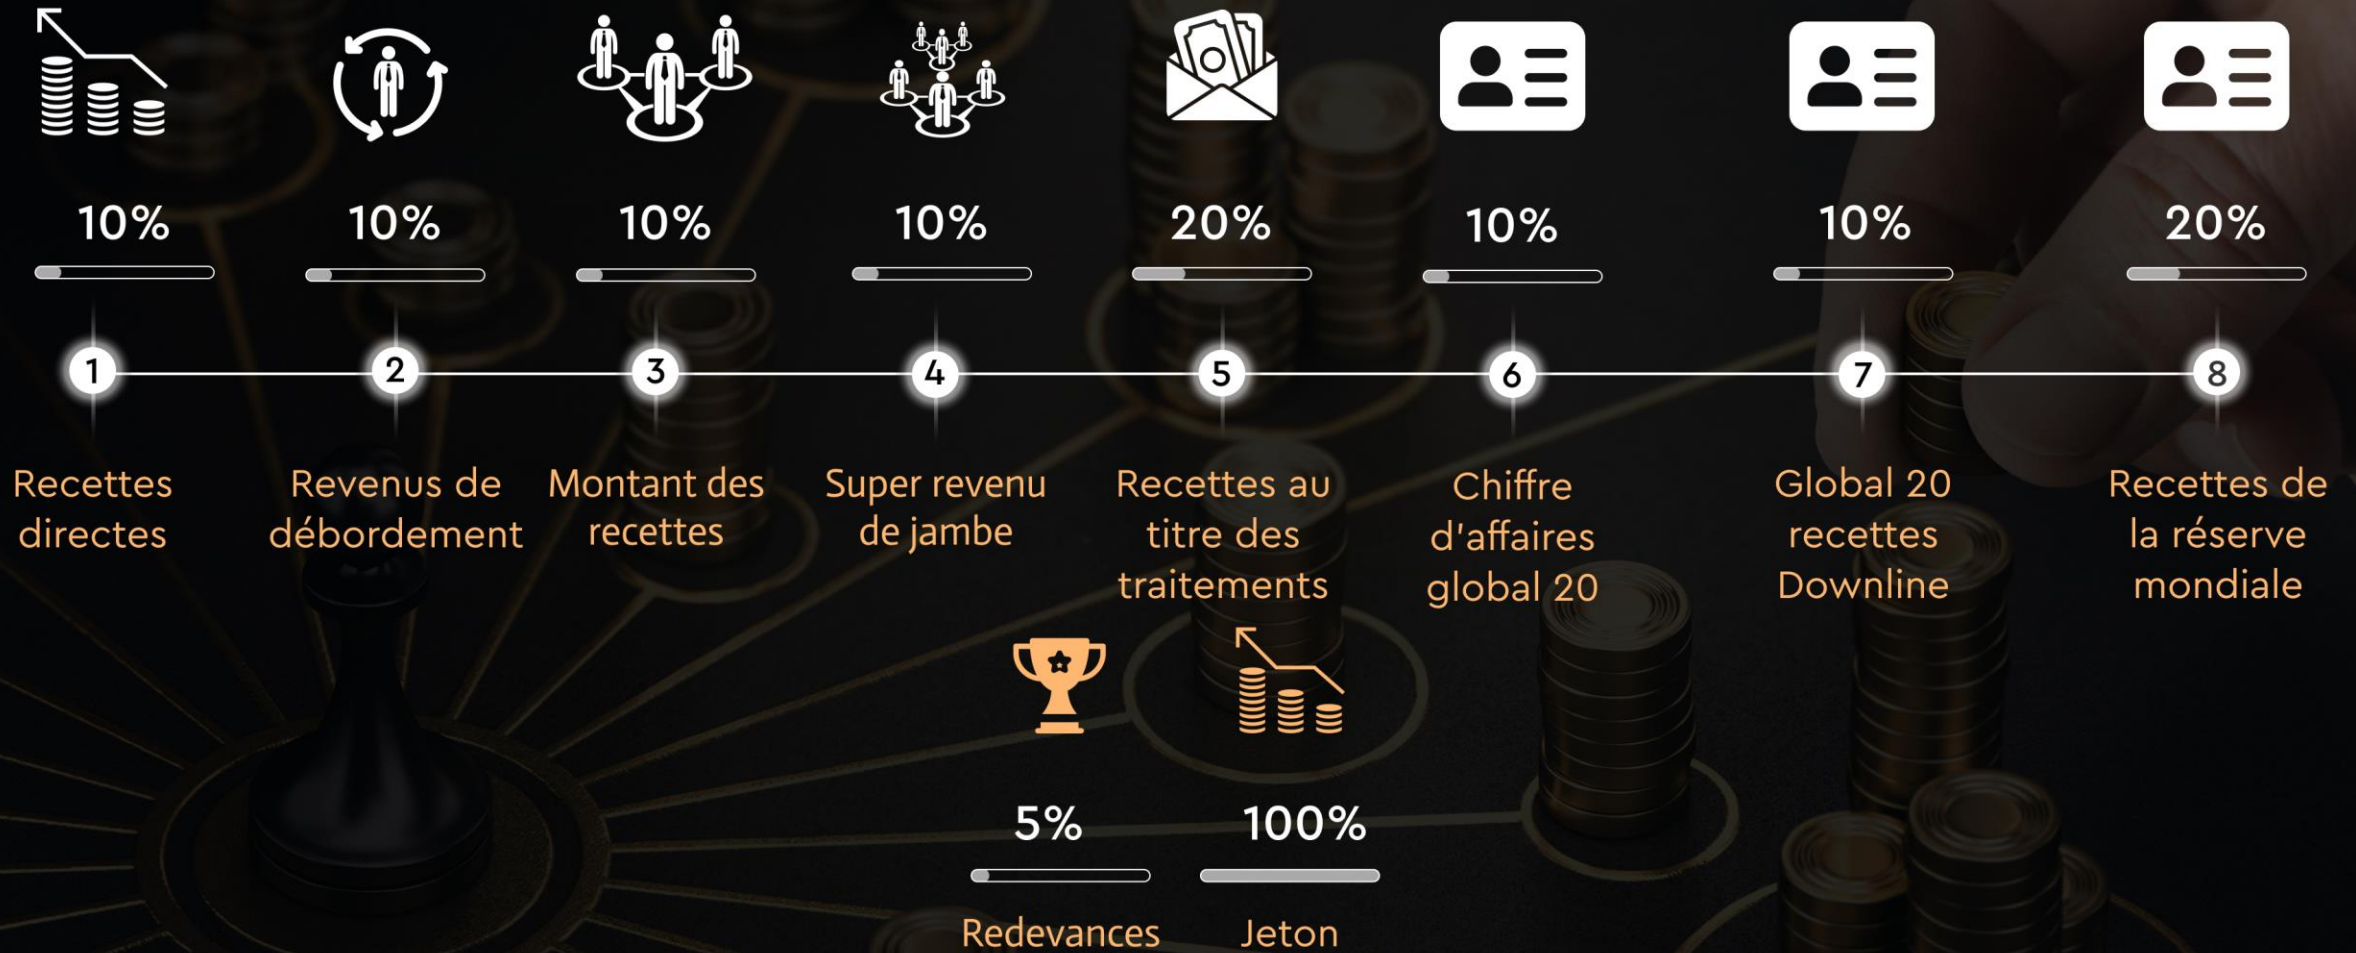 10%
10%
10%
10%
20%
10%
10%
20%
1
2
3
4
5
6
7
8
Recettes
directes
Revenus de
débordement
Montant des
recettes
Super revenu
de jambe
Recettes au
titre des
traitements
Chiffre
d'affaires
global 20
Global 20
recettes
Downline
Recettes de
la réserve
mondiale
5%
100%
Redevances
Jeton